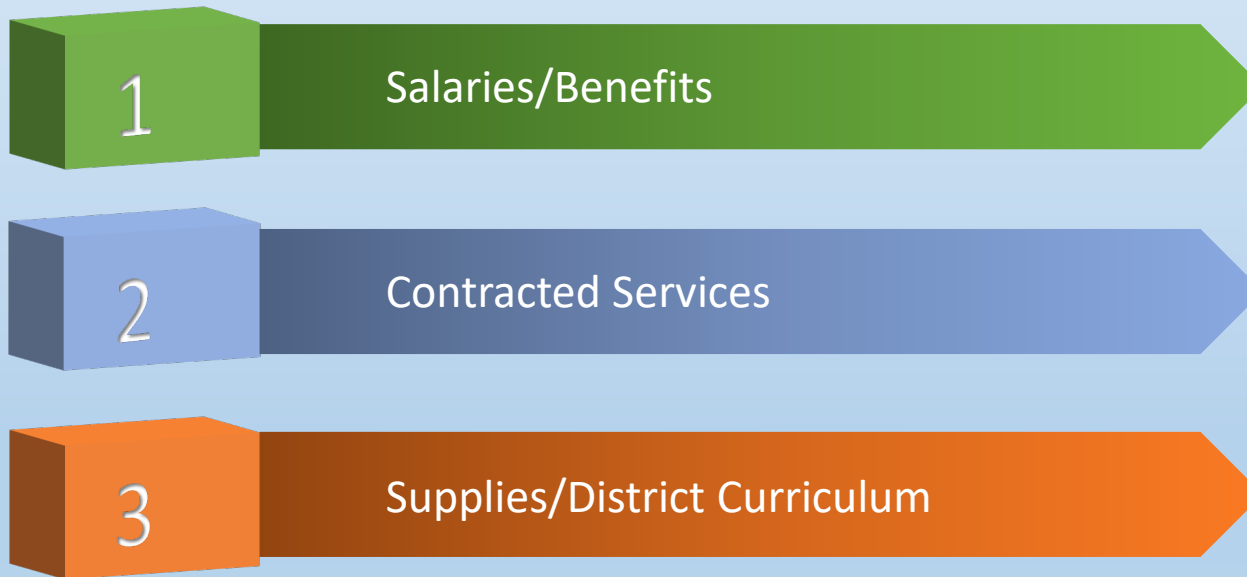 1
Salaries/Benefits
2
Contracted Services
3
Supplies/District Curriculum